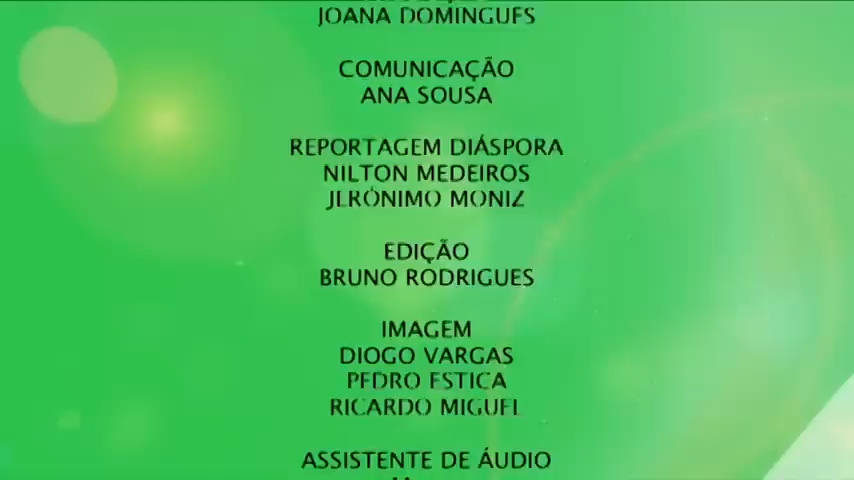 JOANA DOMINGUES
COMUNICAÇÃO
ANA SOUSA
REPORTAGEM DIÁSPORA
NILTON MEDEIROS
JERÓNIMO MONIZ
EDIÇÃO
BRUNO RODRIGUES
IMAGEM
DIOGO VARGAS
PEDRO ESTICA
RICARDO MIGUEL
ASSISTENTE DE ÁUDIO